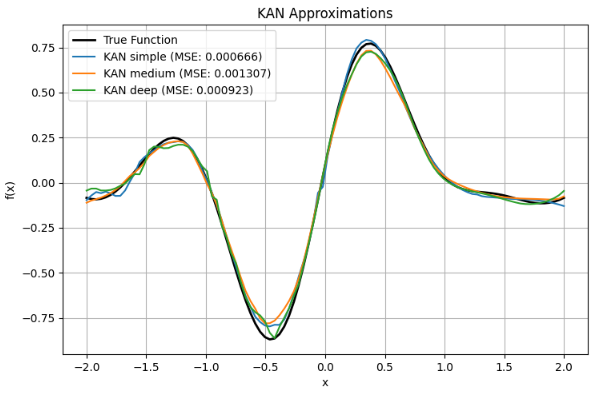 KAN Approximations
True Function
KAN simple (MSE: 0.000666)
KAN medium (MSE: 0.001307)
KAN deep (MSE: 0.000923)
f(x)
0.75
0.50
0.25
0.00
−0.25
−0.50
−0.75
−2.0 −1.5 −1.0 −0.5 0.0 0.5 1.0 1.5 2.0
x